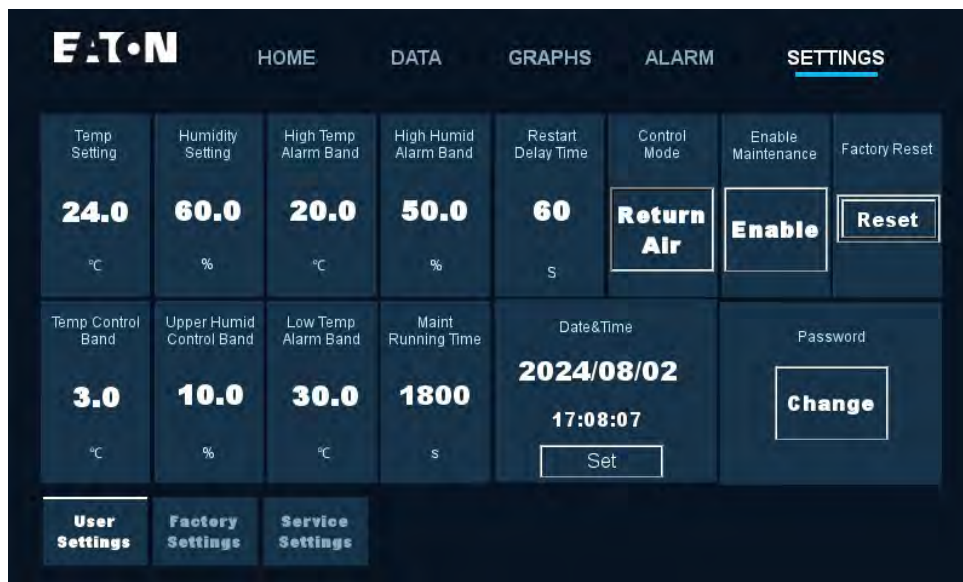 EATON
HOME
DATA
GRAPHS
ALARM
SETTINGS
Temp
Setting
24.0
℃
Humidity
Setting
60.0
%
High Temp
Alarm Band
20.0
℃
High Humid
Alarm Band
50.0
%
Restart
Delay Time
60
S
Control
Mode
Return
Air
Enable
Maintenance
Enable
Factory Reset
Reset
Temp Control
Band
3.0
℃
Upper Humid
Control Band
10.0
%
Low Temp
Alarm Band
30.0
℃
Maint
Running Time
1800
s
Date&Time
2024/08/02
17:08:07
Set
Password
Change
User
Settings
Factory
Settings
Service
Settings